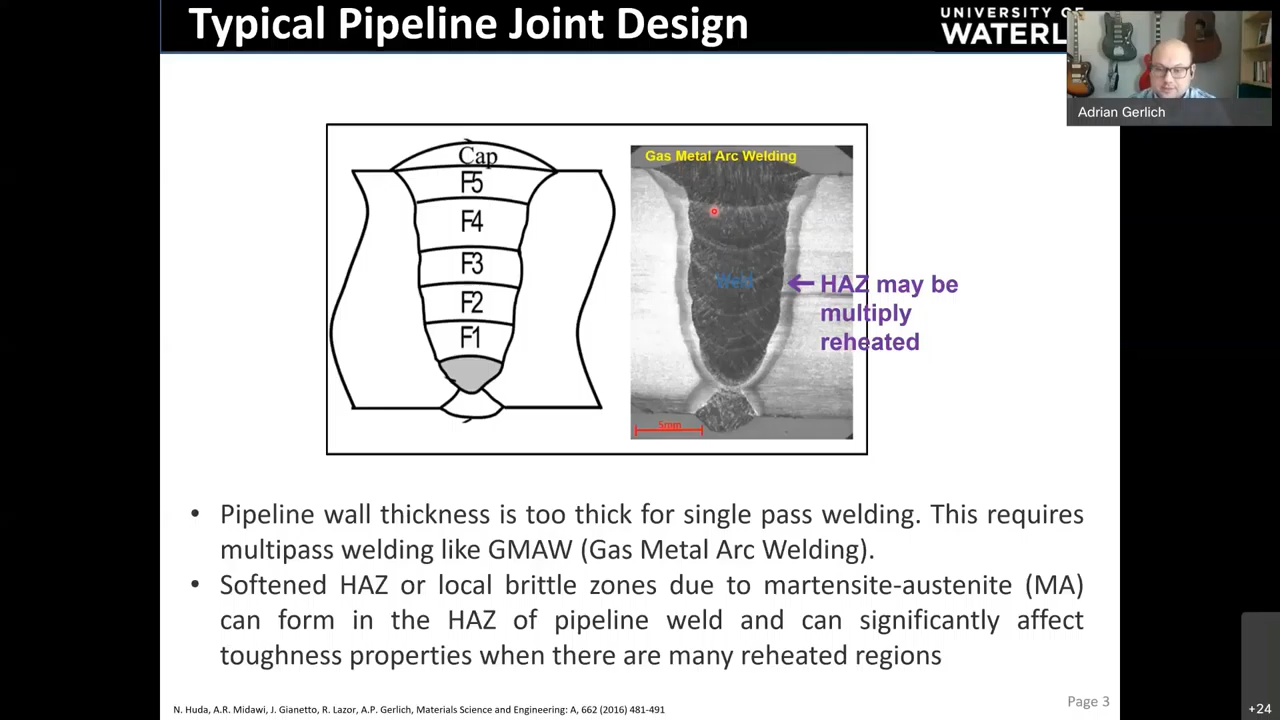 Typical Pipeline Joint Design
UNIVERSITY OF
Adrian Gerlich
Cap
F5
F4
F3
F2
F1
Gas Metal Arc Welding
Weld
5mm
HAZ may be
multiply
reheated
• Pipeline wall thickness is too thick for single pass welding. This requires
multipass welding like GMAW (Gas Metal Arc Welding).
• Softened HAZ or local brittle zones due to martensite-austenite (MA)
can form in the HAZ of pipeline weld and can significantly affect
toughness properties when there are many reheated regions
N. Huda, A.R. Midawi, J. Gianetto, R. Lazor, A.P. Gerlich, Materials Science and Engineering: A, 662 (2016) 481-491
Page 3
+24